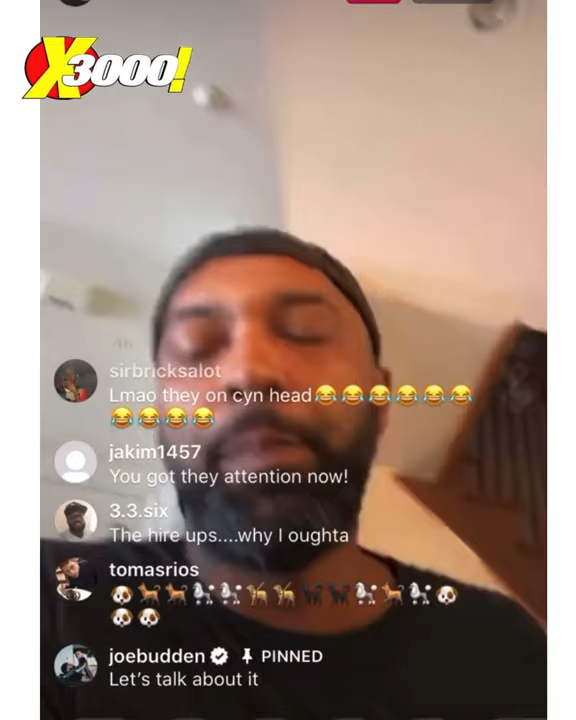 X3000!
sirbricksalot
Lmao they on cyn head😂😂😂😂😂😂
😂😂😂😂
jakim1457
You got they attention now!
3.3.six
The hire ups....why I oughta
tomasrios
🐶🐕🐕🐩🐩🦮🦮🐈‍⬛🐈‍⬛🐩🐕🐩🐶
🐶🐶
joebudden PINNED
Let's talk about it